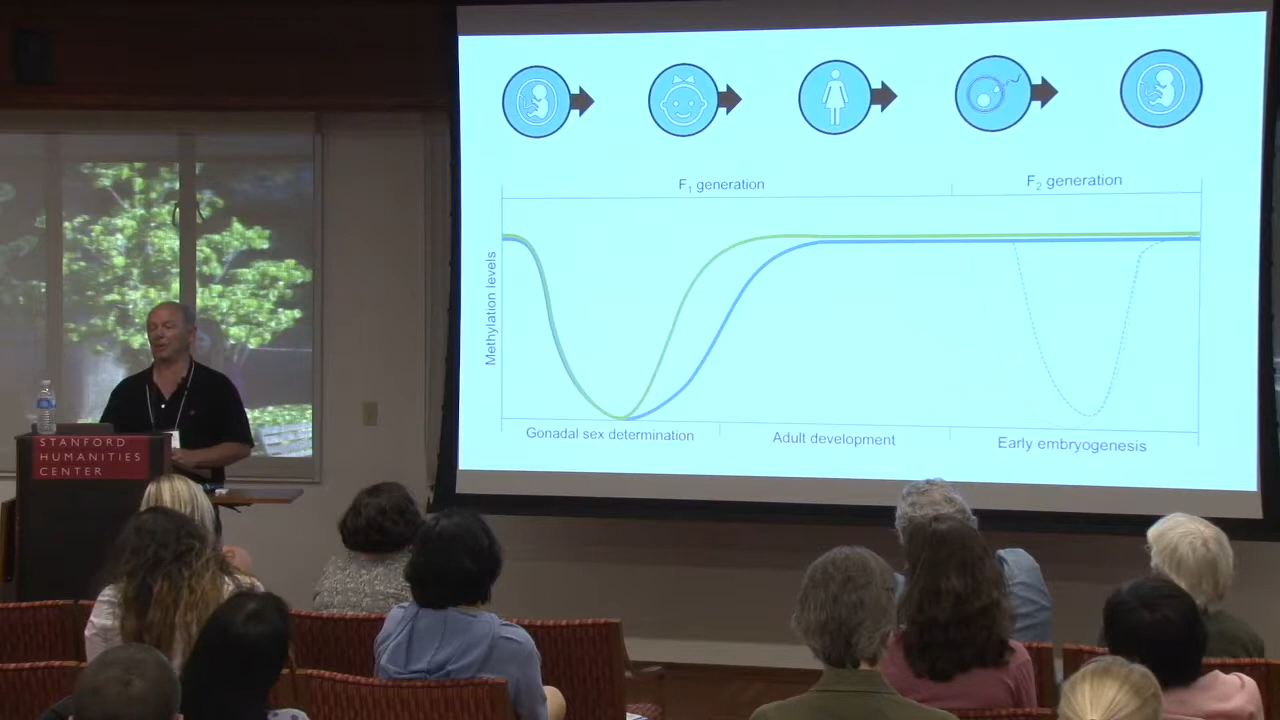 F₁ generation
F₂ generation
Methylation levels
Gonadal sex determination
Adult development
Early embryogenesis
STANFORD
HUMANITIES
CENTER